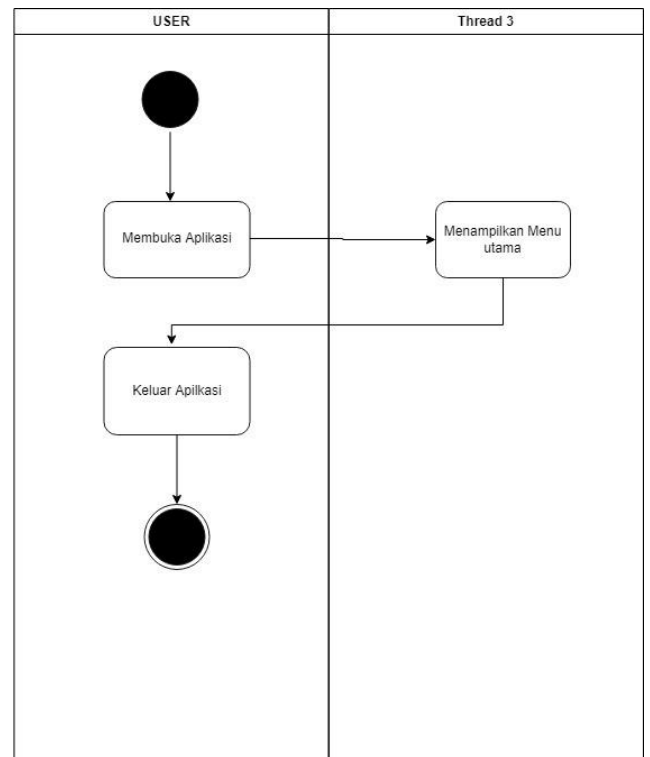 USER
Thread 3
Membuka Aplikasi
Menampilkan Menu
utama
Keluar Apilkasi